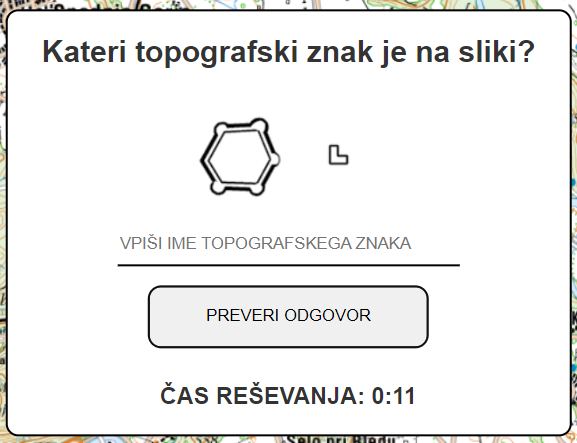 Kateri topografski znak je na sliki?
VPIŠI IME TOPOGRAFSKEGA ZNAKA
PREVERI ODGOVOR
ČAS REŠEVANJA: 0:11
Selo pri Bledu